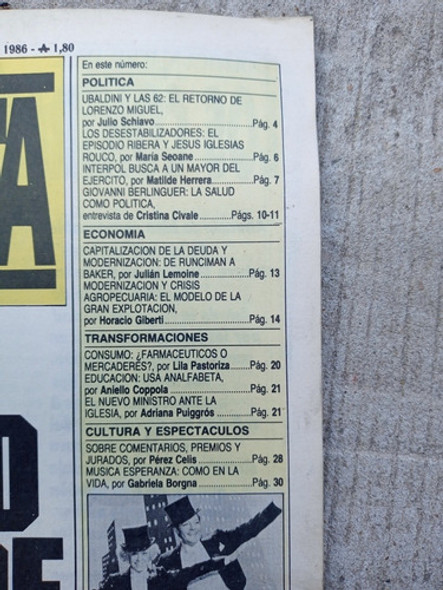 1986 - ₳ 1,80
En este número:
POLITICA
UBALDINI Y LAS 62: EL RETORNO DE
LORENZO MIGUEL,
por Julio Schiavo..................Pág. 4
LOS DESESTABILIZADORES: EL
EPISODIO RIBERA Y JESUS IGLESIAS
ROUCO, por María Seoane......Pág. 6
INTERPOL BUSCA A UN MAYOR DEL
EJERCITO, por Matilde Herrera...Pág. 7
GIOVANNI BERLINGUER: LA SALUD
COMO POLITICA,
entrevista de Cristina Civale........Págs. 10-11
ECONOMIA
CAPITALIZACION DE LA DEUDA Y
MODERNIZACION: DE RUNCIMAN A
BAKER, por Julián Lemoine............Pág. 13
MODERNIZACION Y CRISIS
AGROPECUARIA: EL MODELO DE LA
GRAN EXPLOTACION,
por Horacio Giberti......................Pág. 14
TRANSFORMACIONES
CONSUMO: ¿FARMACEUTICOS O
MERCADERES?, por Lila Pastoriza...Pág. 20
EDUCACION: USA ANALFABETA,
por Aniello Coppola......................Pág. 21
EL NUEVO MINISTRO ANTE LA
IGLESIA, por Adriana Puiggrós.....Pág. 21
CULTURA Y ESPECTACULOS
SOBRE COMENTARIOS, PREMIOS Y
JURADOS, por Pérez Celis..............Pág. 28
MUSICA ESPERANZA: COMO EN LA
VIDA, por Gabriela Borgna............Pág. 30